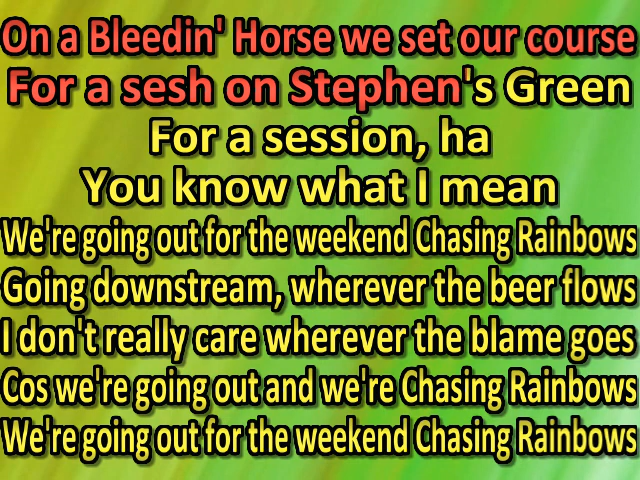 On a Bleedin' Horse we set our course
For a sesh on Stephen's Green
For a session, ha
You know what I mean
We're going out for the weekend Chasing Rainbows
Going downstream, wherever the beer flows
I don't really care wherever the blame goes
Cos we're going out and we're Chasing Rainbows
We're going out for the weekend Chasing Rainbows